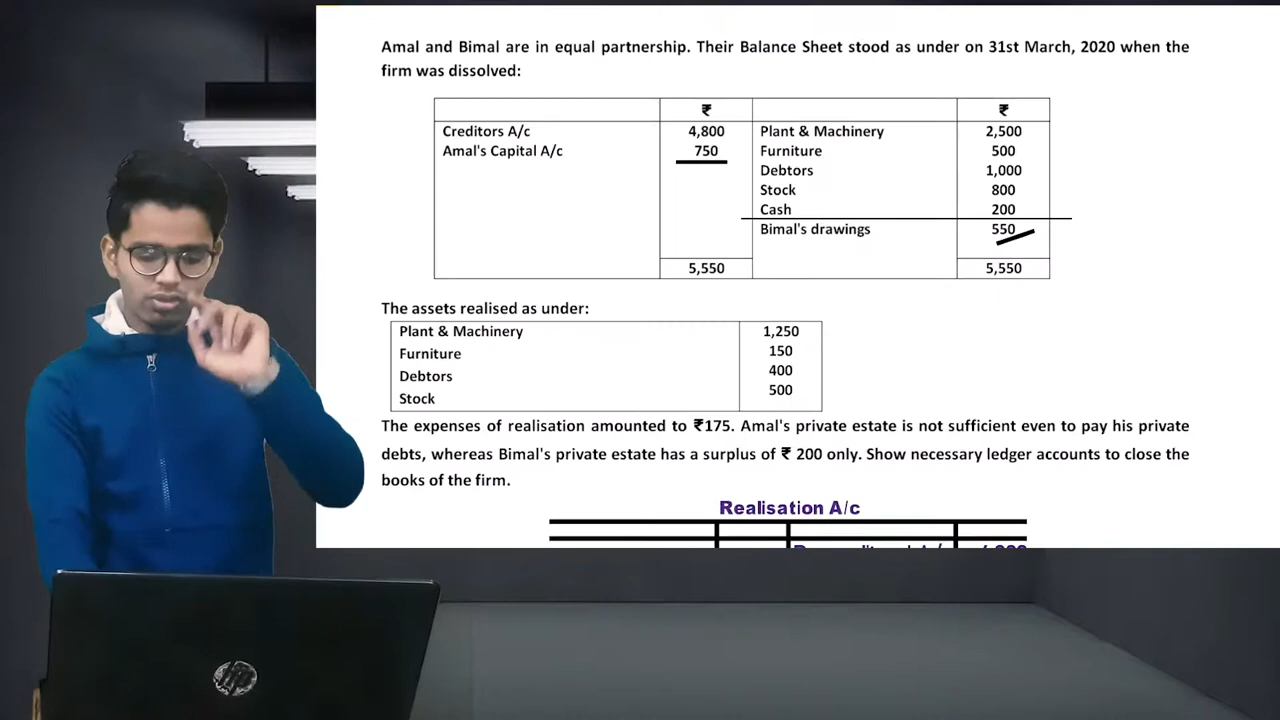 Amal and Bimal are in equal partnership. Their Balance Sheet stood as under on 31st March, 2020 when the
firm was dissolved:
₹ ₹
Creditors A/c 4,800 Plant & Machinery 2,500
Amal's Capital A/c 750 Furniture 500
Debtors 1,000
Stock 800
Cash 200
Bimal's drawings 550
5,550 5,550
The assets realised as under:
Plant & Machinery 1,250
Furniture 150
Debtors 400
Stock 500
The expenses of realisation amounted to ₹175. Amal's private estate is not sufficient even to pay his private
debts, whereas Bimal's private estate has a surplus of ₹ 200 only. Show necessary ledger accounts to close the
books of the firm.
Realisation A/c
hp